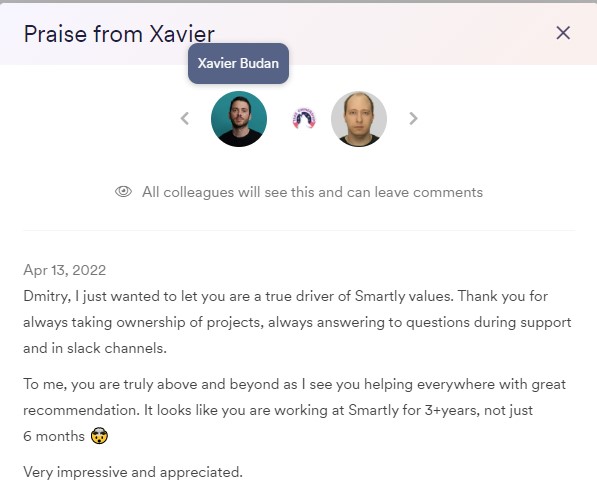 Praise from Xavier
Xavier Budan
All colleagues will see this and can leave comments
Apr 13, 2022
Dmitry, I just wanted to let you are a true driver of Smartly values. Thank you for
always taking ownership of projects, always answering to questions during support
and in slack channels.
To me, you are truly above and beyond as I see you helping everywhere with great
recommendation. It looks like you are working at Smartly for 3+years, not just
6 months 🤯
Very impressive and appreciated.